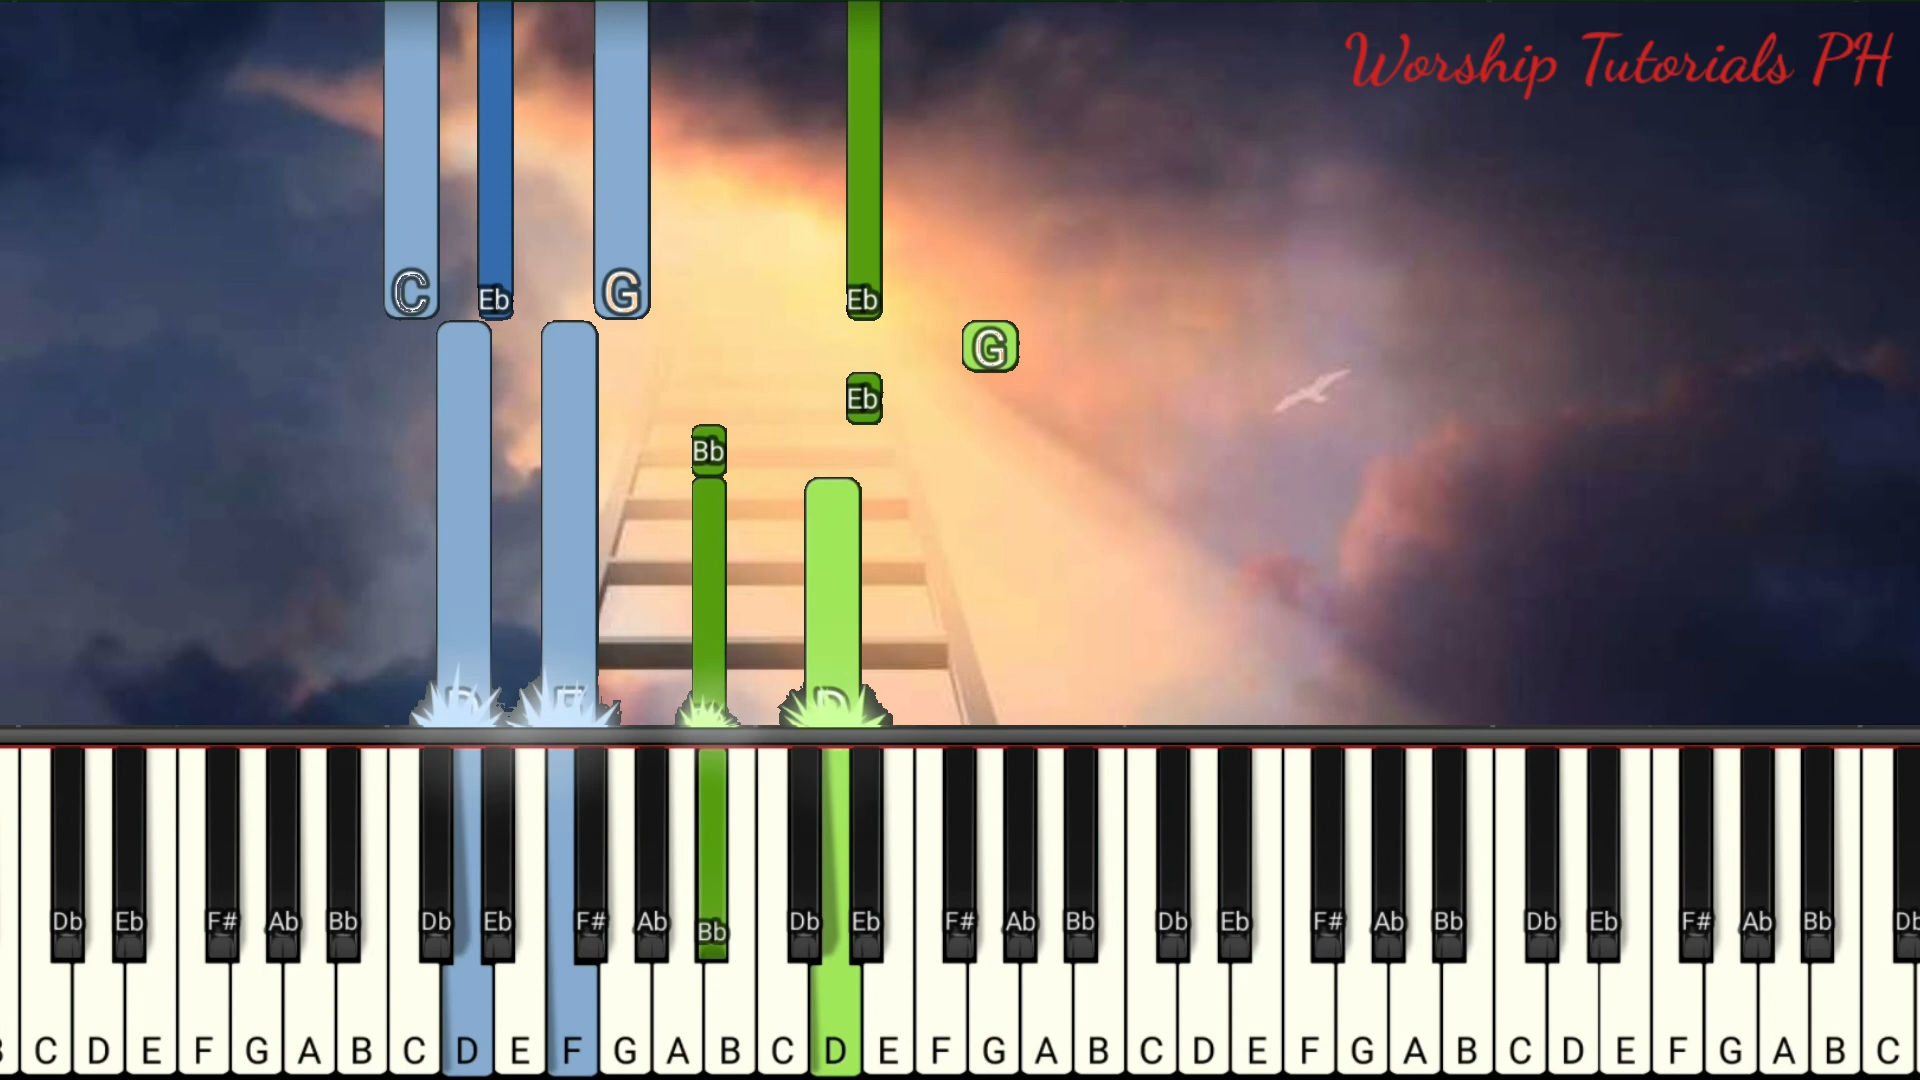 Worship Tutorials PH
C Eb G Eb
G
Eb
Bb
D F D
Db Eb F# Ab Bb Db Eb F# Ab Bb Db Eb F# Ab Bb Db Eb F# Ab Bb Db Eb F# Ab Bb Db
B C D E F G A B C D E F G A B C D E F G A B C D E F G A B C D E F G A B C